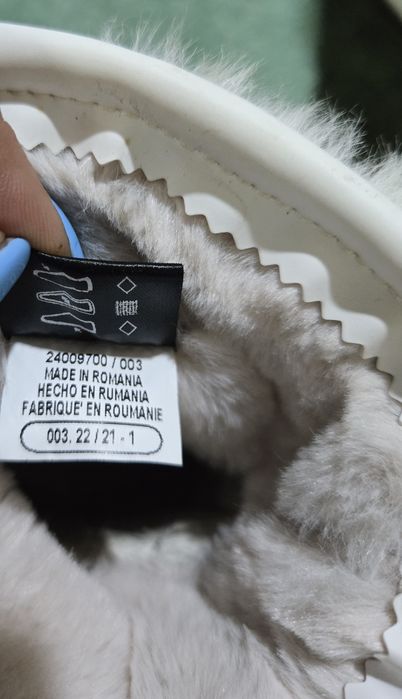 24009700 / 003
MADE IN ROMANIA
HECHO EN RUMANIA
FABRIQUE' EN ROUMANIE
003. 22 / 21 - 1